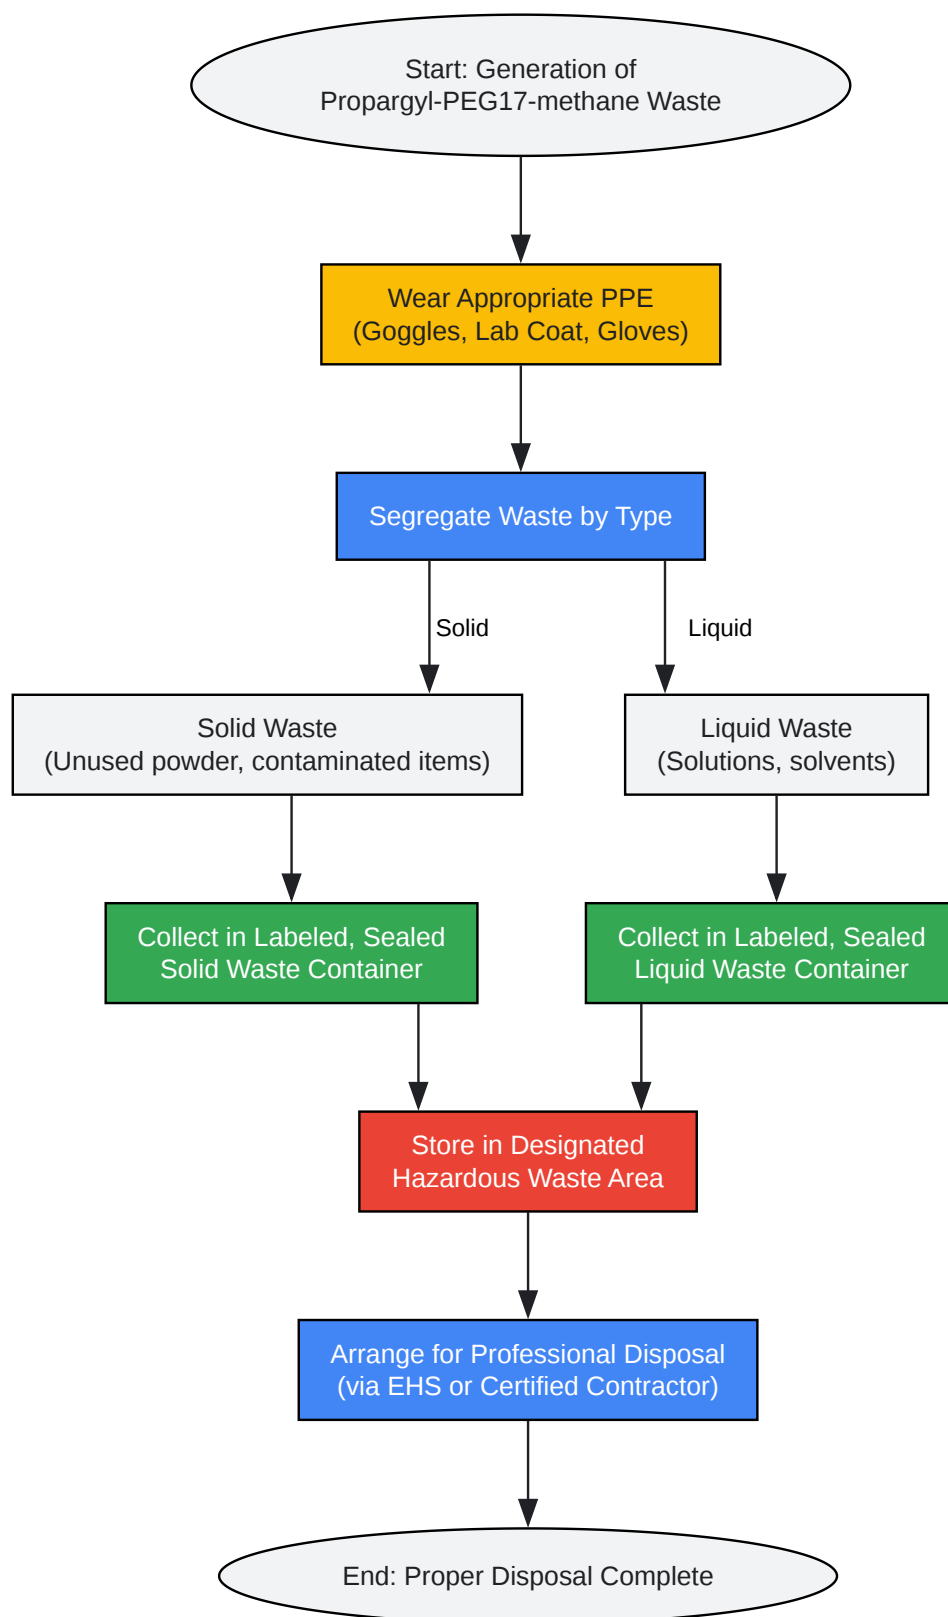 Start: Generation of
Propargyl-PEG17-methane Waste
Wear Appropriate PPE
(Goggles, Lab Coat, Gloves)
Segregate Waste by Type
Solid
Liquid
Solid Waste
(Unused powder, contaminated items)
Liquid Waste
(Solutions, solvents)
Collect in Labeled, Sealed
Solid Waste Container
Collect in Labeled, Sealed
Liquid Waste Container
Store in Designated
Hazardous Waste Area
Arrange for Professional Disposal
(via EHS or Certified Contractor)
End: Proper Disposal Complete